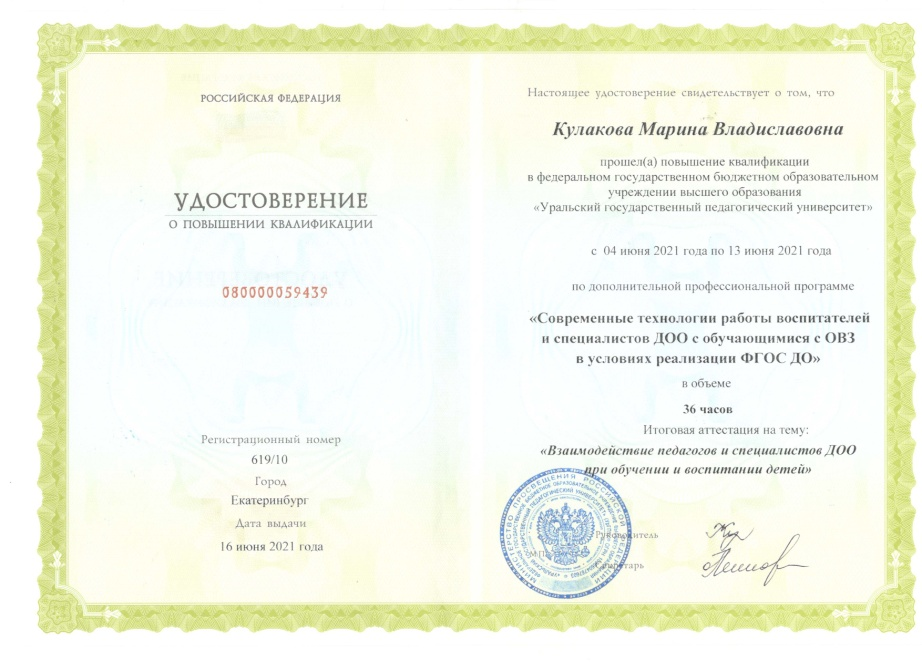 РОССИЙСКАЯ ФЕДЕРАЦИЯ
УДОСТОВЕРЕНИЕ
О ПОВЫШЕНИИ КВАЛИФИКАЦИИ
080000059439
Регистрационный номер
619/10
Город
Екатеринбург
Дата выдачи
16 июня 2021 года
Настоящее удостоверение свидетельствует о том, что
Кулакова Марина Владиславовна
прошел(а) повышение квалификации
в федеральном государственном бюджетном образовательном
учреждении высшего образования
«Уральский государственный педагогический университет»
с 04 июня 2021 года по 13 июня 2021 года
по дополнительной профессиональной программе
«Современные технологии работы воспитателей
и специалистов ДОО с обучающимися с ОВЗ
в условиях реализации ФГОС ДО»
в объеме
36 часов
Итоговая аттестация на тему:
«Взаимодействие педагогов и специалистов ДОО
при обучении и воспитании детей»
МИНИСТЕРСТВО ПРОСВЕЩЕНИЯ РОССИЙСКОЙ ФЕДЕРАЦИИ
Руководитель
М.П.
Секретарь